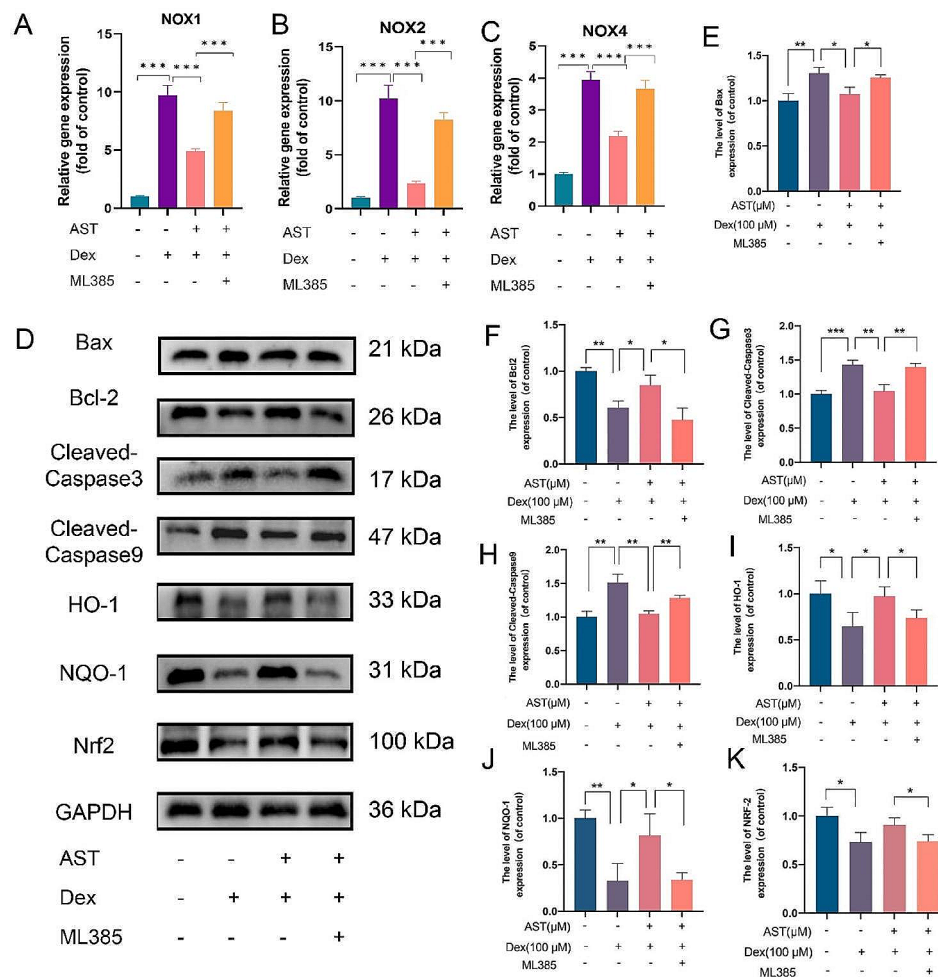 A
NOX1
Relative gene expression
(fold of control)
15
10
5
0
*** *** ***
AST - - + +
Dex - + + +
ML385 - - - +
B
NOX2
Relative gene expression
(fold of control)
15
10
5
0
*** *** ***
AST - - + +
Dex - + + +
ML385 - - - +
C
NOX4
Relative gene expression
(fold of control)
5
4
3
2
1
0
*** *** ***
AST - - + +
Dex - + + +
ML385 - - - +
E
The level of Bax
expression (of control)
2.0
1.5
1.0
0.5
0.0
** * *
AST(μM) - - + +
Dex(100 μM) - + + +
ML385 - - - +
D
Bax 21 kDa
Bcl-2 26 kDa
Cleaved-
Caspase3 17 kDa
Cleaved-
Caspase9 47 kDa
HO-1 33 kDa
NQO-1 31 kDa
Nrf2 100 kDa
GAPDH 36 kDa
AST - - + +
Dex - + + +
ML385 - - - +
F
The level of Bcl2
expression (of control)
1.5
1.0
0.5
0.0
** * *
AST(μM) - - + +
Dex(100 μM) - + + +
ML385 - - - +
G
The level of Cleaved-Caspase3
expression (of control)
2.0
1.5
1.0
0.5
0.0
*** ** **
AST(μM) - - + +
Dex(100 μM) - + + +
ML385 - - - +
H
The level of Cleaved-Caspase9
expression (of control)
2.0
1.5
1.0
0.5
0.0
** ** **
AST(μM) - - + +
Dex(100 μM) - + + +
ML385 - - - +
I
The level of HO-1
expression (of control)
1.5
1.0
0.5
0.0
* * *
AST(μM) - - + +
Dex(100 μM) - + + +
ML385 - - - +
J
The level of NQO-1
expression (of control)
1.5
1.0
0.5
0.0
** * *
AST(μM) - - + +
Dex(100 μM) - + + +
ML385 - - - +
K
The level of NRF-2
expression (of control)
1.5
1.0
0.5
0.0
* *
AST(μM) - - + +
Dex(100 μM) - + + +
ML385 - - - +